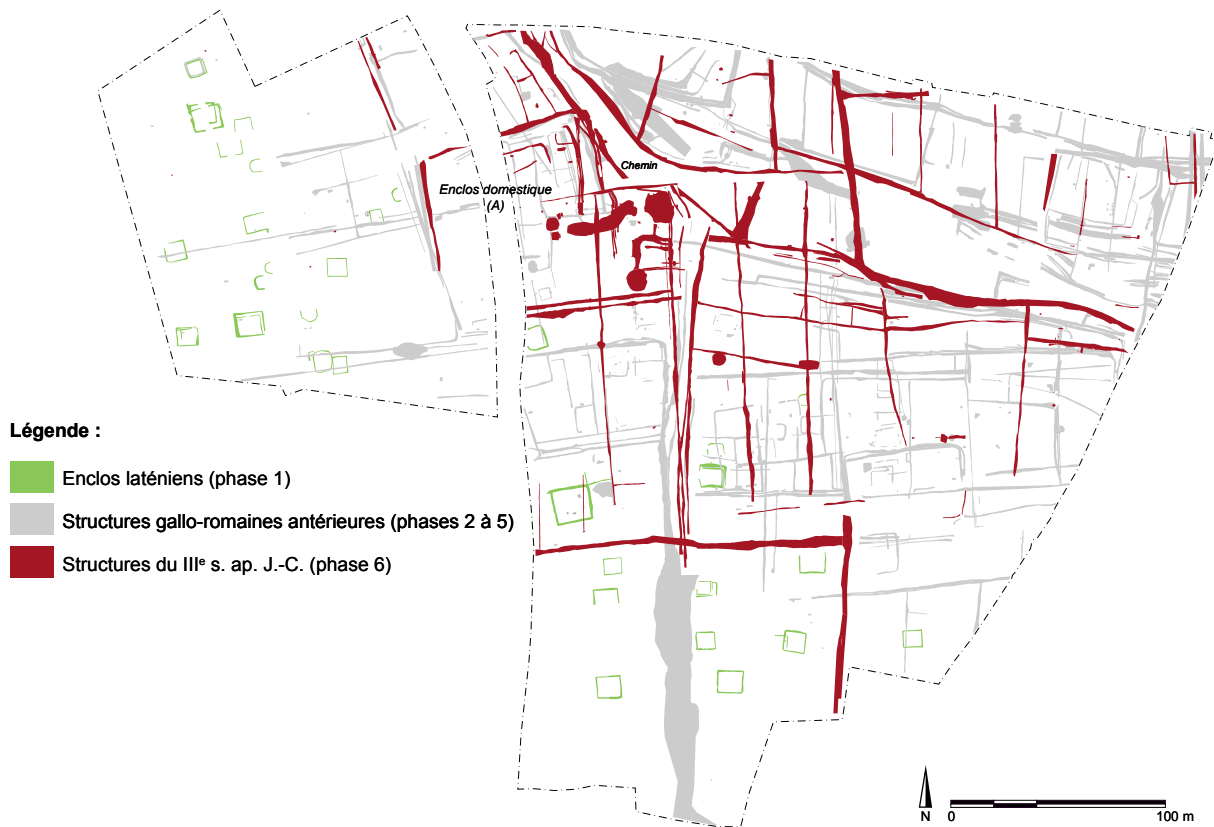 Chemin
Enclos domestique
(A)
Légende :
Enclos laténiens (phase 1)
Structures gallo-romaines antérieures (phases 2 à 5)
Structures du IIIe s. ap. J.-C. (phase 6)
N
0
100 m